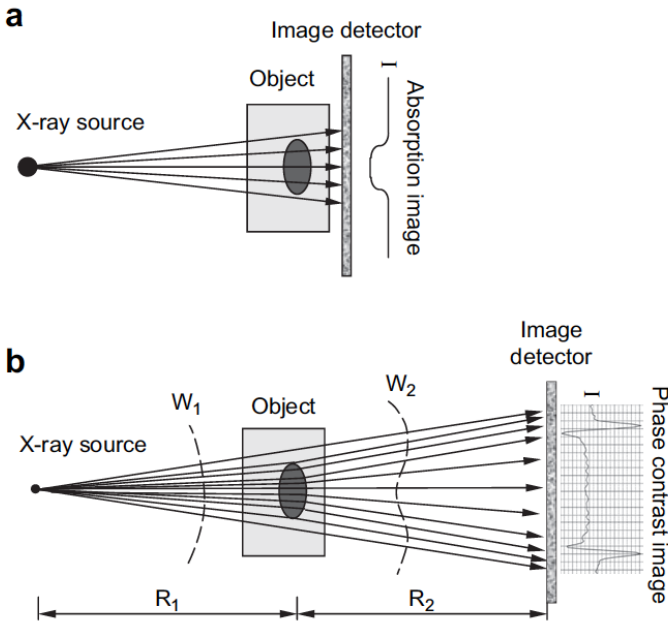 a
Image detector
Object
X-ray source
I
Absorption image
b
Image
detector
W1
Object
W2
X-ray source
I
Phase contrast image
R1
R2